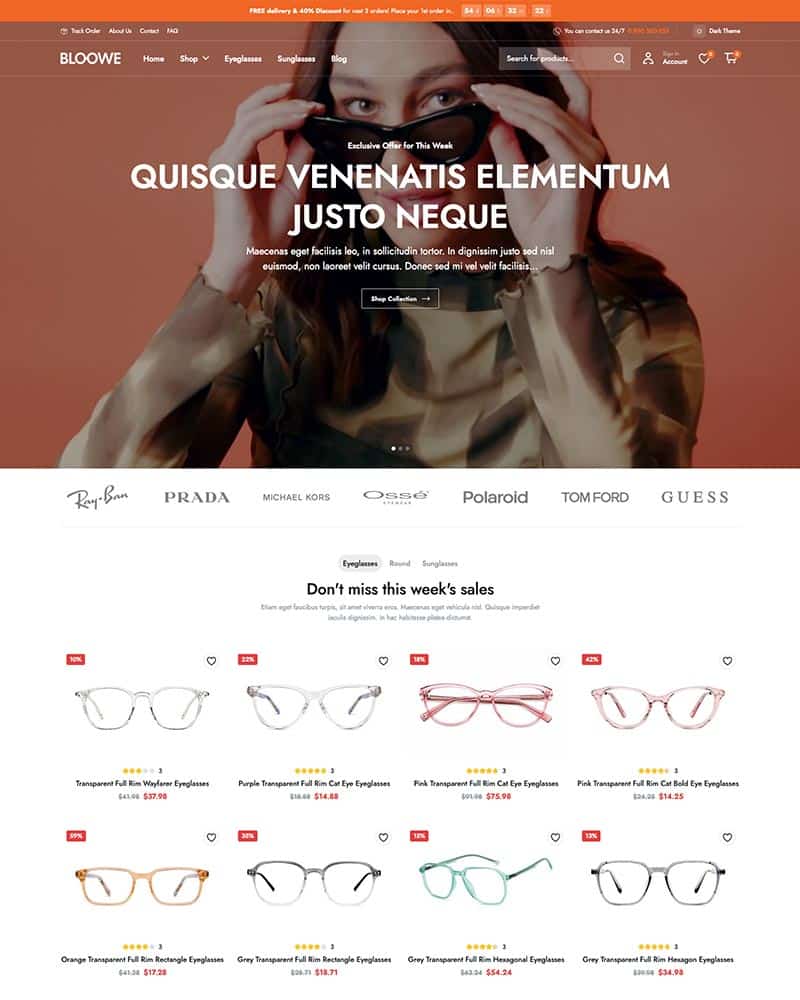 FREE delivery & 40% Discount for next 3 orders! Place your 1st order in..
54 d 06 h 32 22 s
Track Order About Us Contact FAQ
You can contact us 24/7
Dark Theme
BLOOWE Home Shop Eyeglasses Sunglasses Blog
Search for products...
Sign In
Account
Exclusive Offer for This Week
QUISQUE VENENATIS ELEMENTUM
JUSTO NEQUE
Maecenas eget facilisis leo, in sollicitudin tortor. In dignissim justo sed nisl
euismod, non laoreet velit cursus. Donec sed mi vel velit facilisis...
Shop Collection →
Ray-Ban PRADA MICHAEL KORS Ossé Polaroid TOM FORD GUESS
EYEWEAR
Eyeglasses Round Sunglasses
Don't miss this week's sales
Etiam eget faucibus turpis, sit amet viverra eros. Maecenas eget vehicula nisl. Quisque imperdiet
iaculis dignissim. in hac habitasse platea dictumst.
10% 22% 18% 42%
3 3 3 3
Transparent Full Rim Wayfarer Eyeglasses Purple Transparent Full Rim Cat Eye Eyeglasses Pink Transparent Full Rim Cat Eye Eyeglasses Pink Transparent Full Rim Cat Bold Eye Eyeglasses
$41.98 $37.98 $18.88 $14.88 $91.98 $75.98 $24.25 $14.25
59% 35% 15% 13%
3 3 3 3
Orange Transparent Full Rim Rectangle Eyeglasses Grey Transparent Full Rim Rectangle Eyeglasses Grey Transparent Full Rim Hexagonal Eyeglasses Grey Transparent Full Rim Hexagon Eyeglasses
$41.28 $17.28 $28.71 $18.71 $63.24 $54.24 $39.98 $34.98